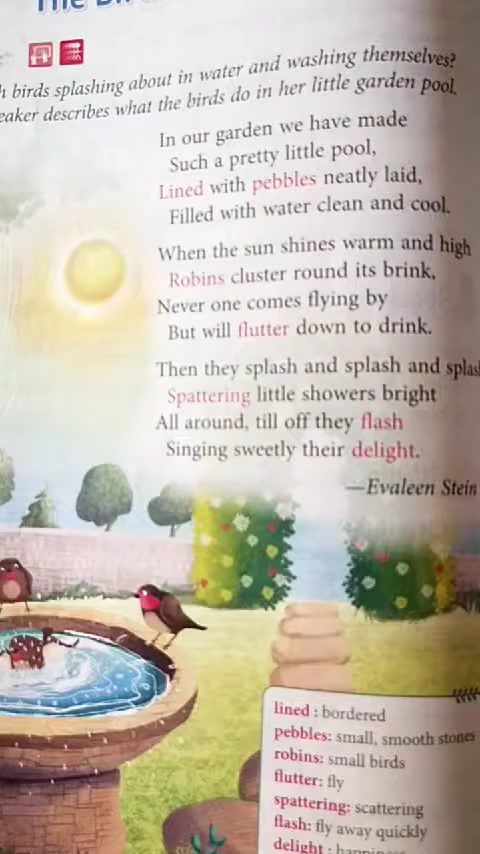 The
h birds splashing about in water and washing themselves?
eaker describes what the birds do in her little garden pool.
In our garden we have made
Such a pretty little pool,
Lined with pebbles neatly laid,
Filled with water clean and cool.
When the sun shines warm and high
Robins cluster round its brink,
Never one comes flying by
But will flutter down to drink.
Then they splash and splash and splas
Spattering little showers bright
All around, till off they flash
Singing sweetly their delight.
—Evaleen Stein
lined : bordered
pebbles: small, smooth stones
robins: small birds
flutter: fly
spattering: scattering
flash: fly away quickly
delight :